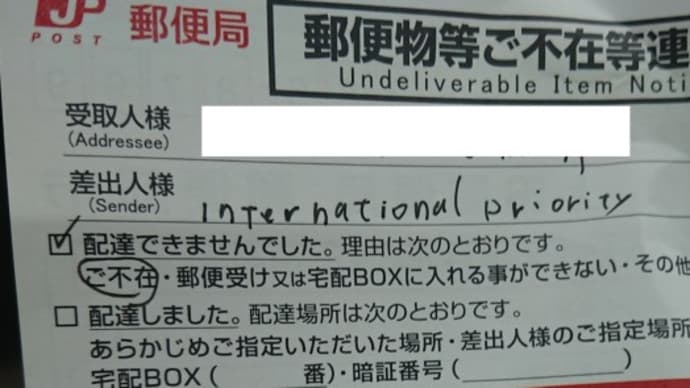 JP
POST 郵便局
郵便物等ご不在等連
Undeliverable Item Noti
受取人様
(Addressee)
差出人様
(Sender)
International priority
配達できませんでした。理由は次のとおりです。
ご不在・郵便受け又は宅配BOXに入れる事ができない・その他
配達しました。配達場所は次のとおりです。
あらかじめご指定いただいた場所・差出人様のご指定場所
宅配BOX( 番)・暗証番号( )